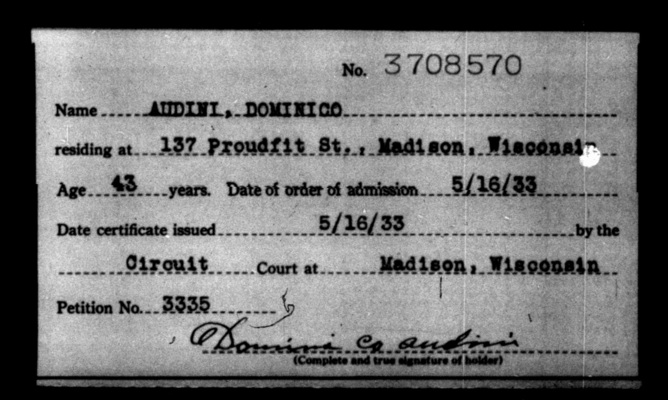 No. 3708570
Name AUDINI, DOMINICO
residing at 137 Proudfit St., Madison, Wisconsin
Age 43 years. Date of order of admission 5/16/33
Date certificate issued 5/16/33 by the
Circuit Court at Madison, Wisconsin
Petition No. 3335
Dominico audini
(Complete and true signature of holder)